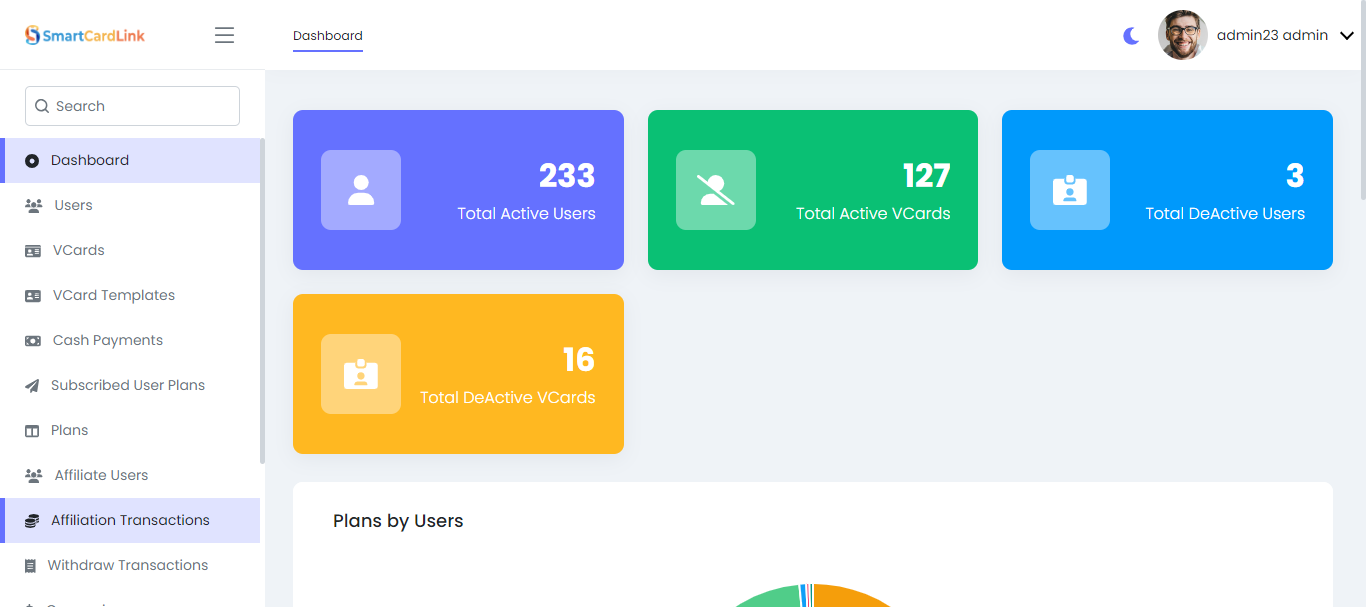 SmartCardLink
Dashboard
admin23 admin
Search
Dashboard
Users
VCards
VCard Templates
Cash Payments
Subscribed User Plans
Plans
Affiliate Users
Affiliation Transactions
Withdraw Transactions
233
Total Active Users
127
Total Active VCards
3
Total DeActive Users
16
Total DeActive VCards
Plans by Users